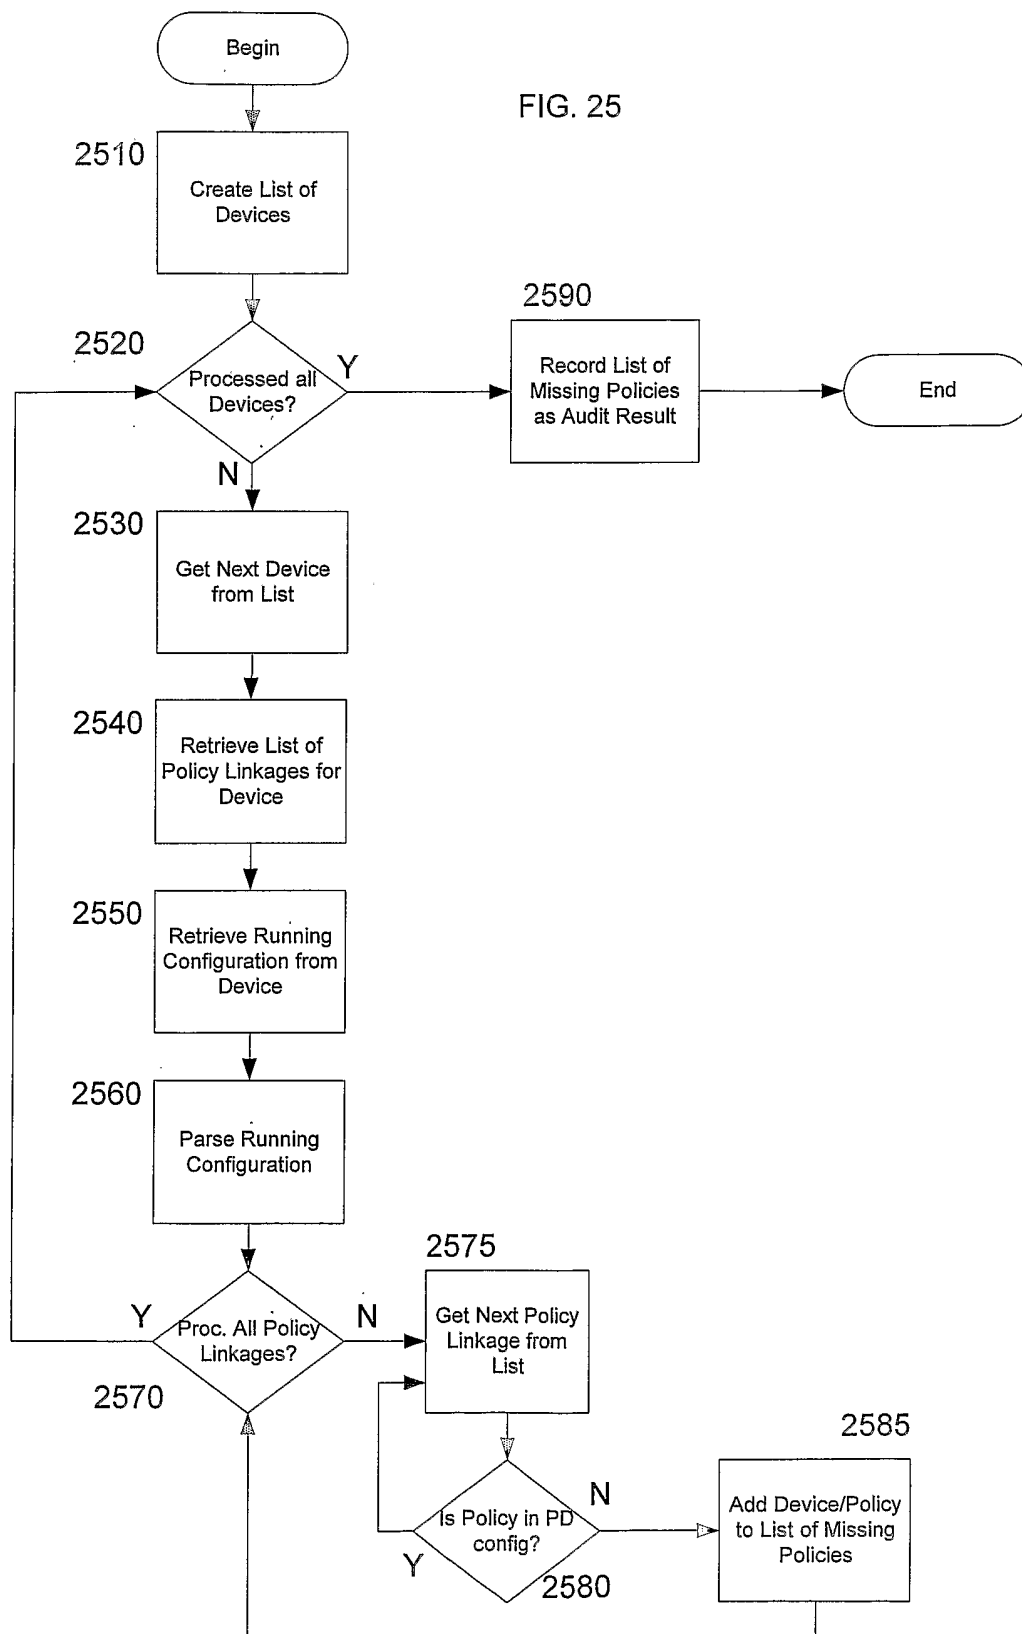 Begin
FIG. 25
2510
Create List of
Devices
2520
Processed all
Devices?
Y
N
2590
Record List of
Missing Policies
as Audit Result
End
2530
Get Next Device
from List
2540
Retrieve List of
Policy Linkages for
Device
2550
Retrieve Running
Configuration from
Device
2560
Parse Running
Configuration
Y
Proc. All Policy
Linkages?
N
2570
2575
Get Next Policy
Linkage from
List
Is Policy in PD
config?
Y
N
2580
2585
Add Device/Policy
to List of Missing
Policies